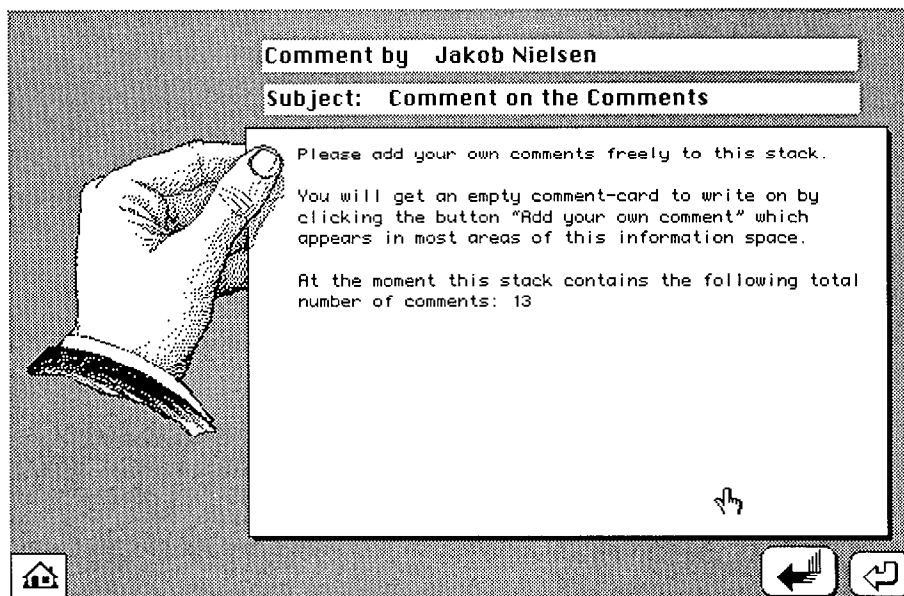 Comment by Jakob Nielsen
Subject: Comment on the Comments
Please add your own comments freely to this stack.
You will get an empty comment-card to write on by
clicking the button "Add your own comment" which
appears in most areas of this information space.
At the moment this stack contains the following total
number of comments: 13